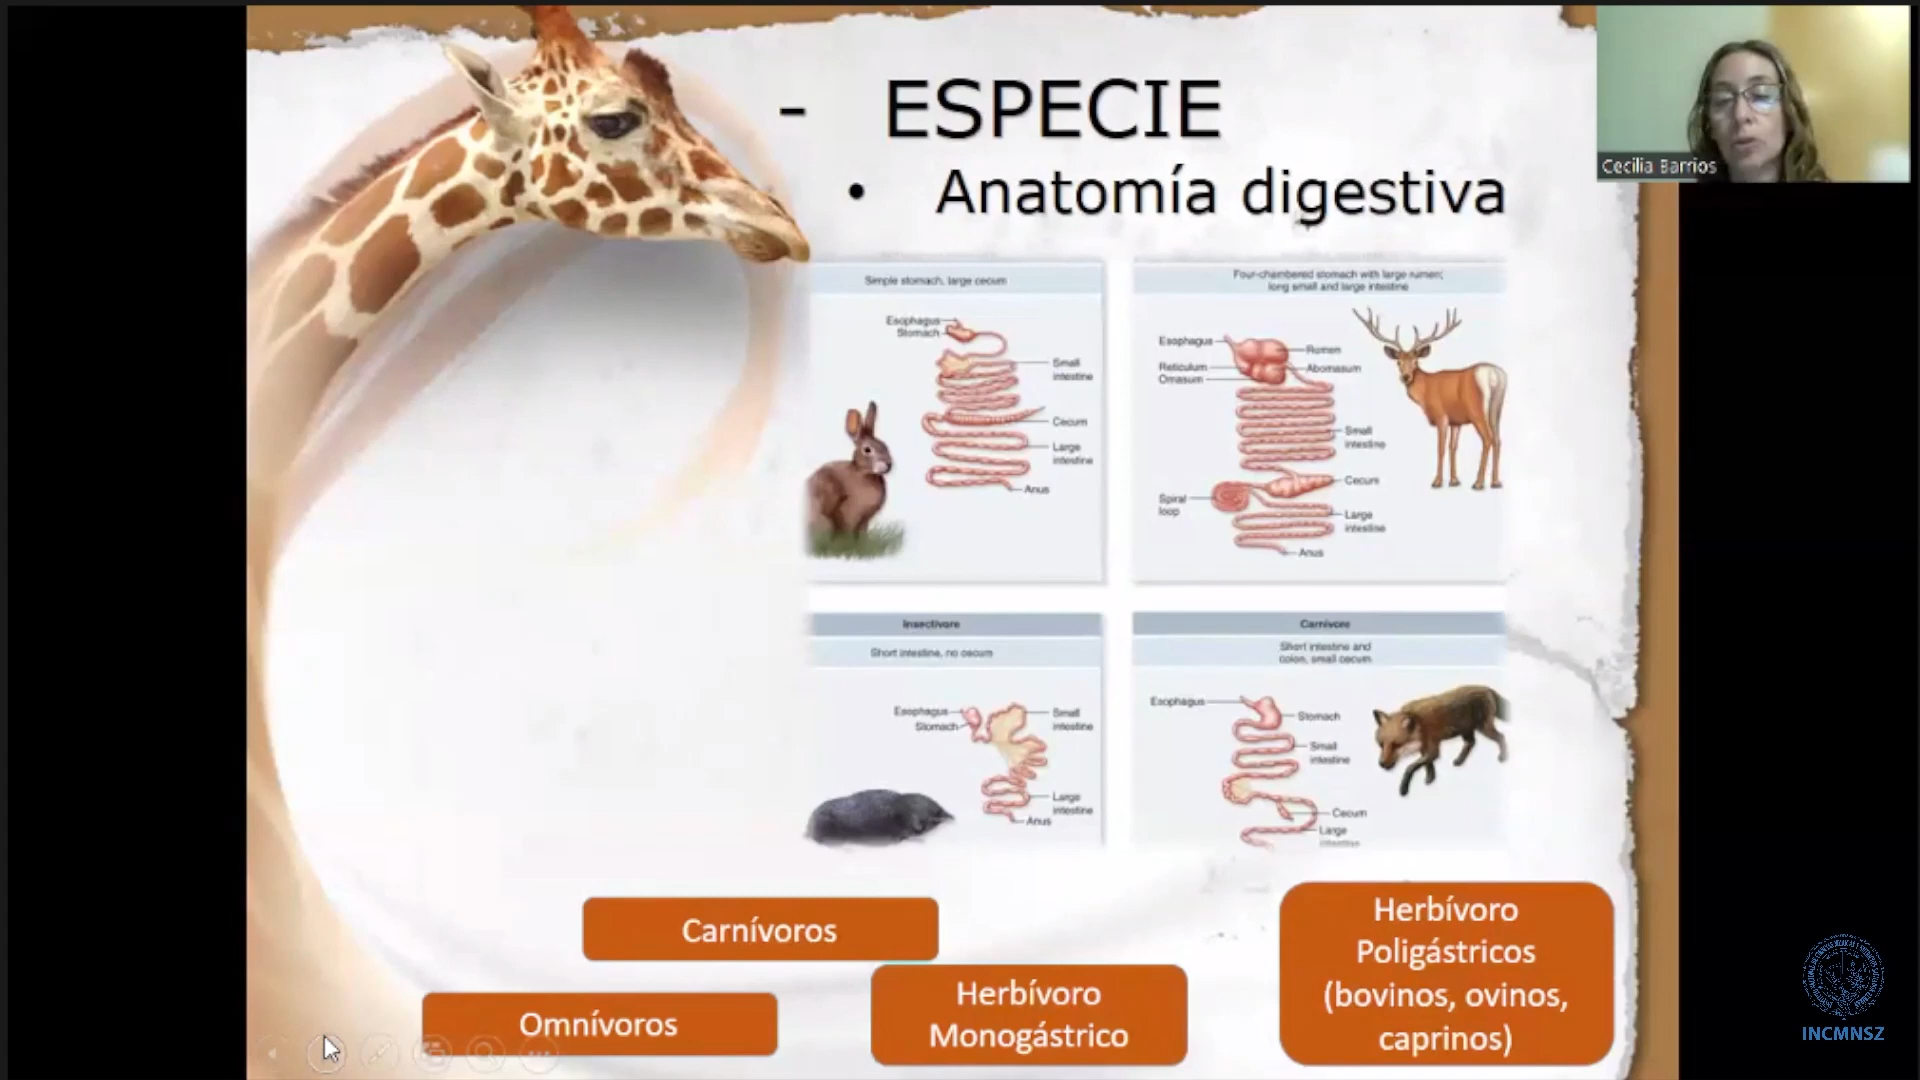 - ESPECIE
• Anatomía digestiva
Cecilia Barrios
Simple stomach, large cecum
Esophagus
Stomach
Small
intestine
Cecum
Large
intestine
Anus
Four-chambered stomach with large rumen;
long small and large intestine
Esophagus
Rumen
Reticulum
Abomasum
Omasum
Small
intestine
Cecum
Spiral
loop
Large
intestine
Anus
Insectivore
Short intestine, no cecum
Esophagus
Stomach
Small
intestine
Large
intestine
Anus
Carnivore
Short intestine and
colon, small cecum
Esophagus
Stomach
Small
intestine
Cecum
Large
intestine
Carnívoros
Omnívoros
Herbívoro
Monogástrico
Herbívoro
Poligástricos
(bovinos, ovinos,
caprinos)
INCMNSZ